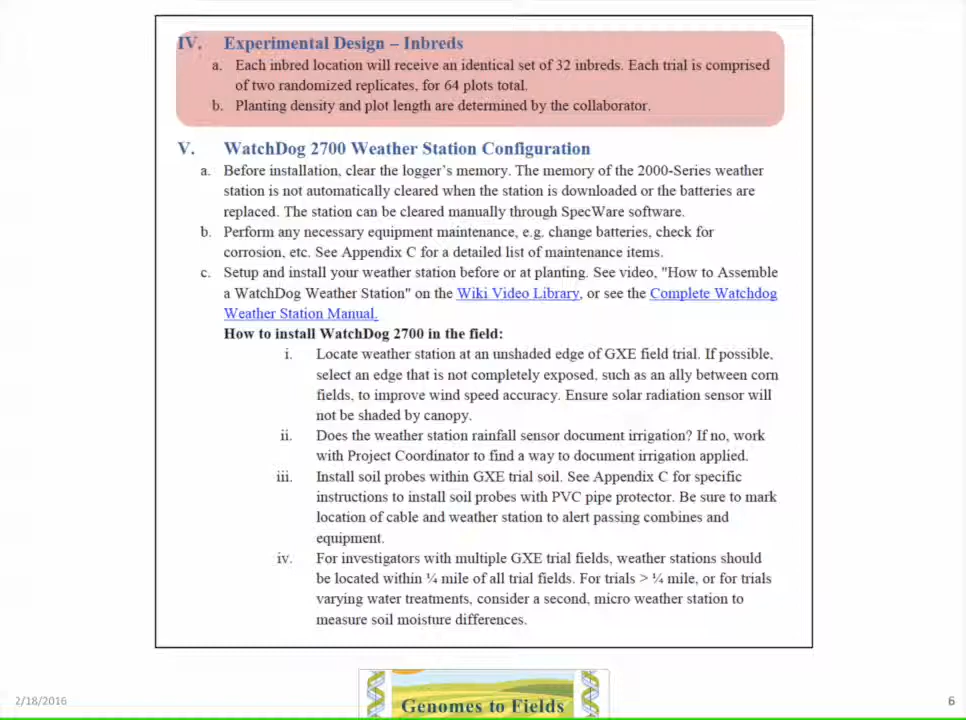 IV. Experimental Design – Inbreds
a. Each inbred location will receive an identical set of 32 inbreds. Each trial is comprised
of two randomized replicates, for 64 plots total.
b. Planting density and plot length are determined by the collaborator.
V. WatchDog 2700 Weather Station Configuration
a. Before installation, clear the logger's memory. The memory of the 2000-Series weather
station is not automatically cleared when the station is downloaded or the batteries are
replaced. The station can be cleared manually through SpecWare software.
b. Perform any necessary equipment maintenance, e.g. change batteries, check for
corrosion, etc. See Appendix C for a detailed list of maintenance items.
c. Setup and install your weather station before or at planting. See video, "How to Assemble
a WatchDog Weather Station" on the Wiki Video Library, or see the Complete Watchdog
Weather Station Manual.
How to install WatchDog 2700 in the field:
i. Locate weather station at an unshaded edge of GXE field trial. If possible,
select an edge that is not completely exposed, such as an ally between corn
fields, to improve wind speed accuracy. Ensure solar radiation sensor will
not be shaded by canopy.
ii. Does the weather station rainfall sensor document irrigation? If no, work
with Project Coordinator to find a way to document irrigation applied.
iii. Install soil probes within GXE trial soil. See Appendix C for specific
instructions to install soil probes with PVC pipe protector. Be sure to mark
location of cable and weather station to alert passing combines and
equipment.
iv. For investigators with multiple GXE trial fields, weather stations should
be located within ¼ mile of all trial fields. For trials > ¼ mile, or for trials
varying water treatments, consider a second, micro weather station to
measure soil moisture differences.
2/18/2016
Genomes to Fields
6